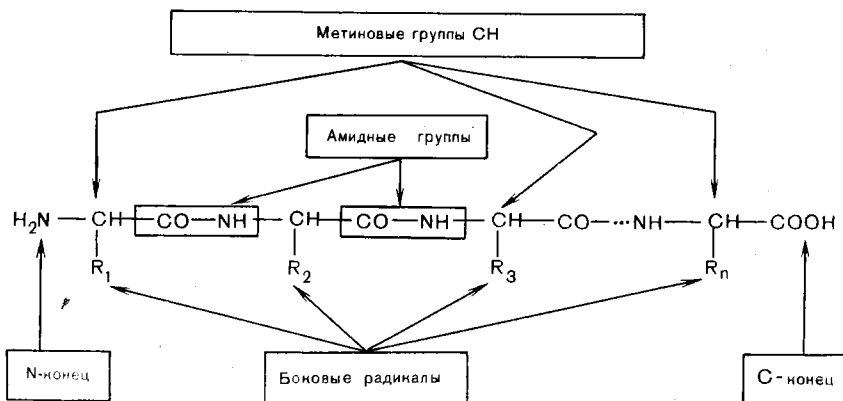 Метиновые группы CH
Амидные группы
H₂N—CH—CO—NH—CH—CO—NH—CH—CO—···NH—CH—COOH
R₁ R₂ R₃ Rₙ
N-конец Боковые радикалы С-конец